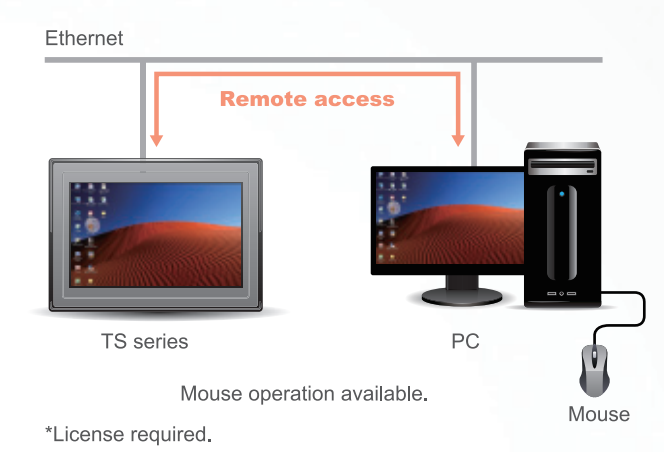 Ethernet
Remote access
TS series
PC
Mouse operation available.
Mouse
*License required.